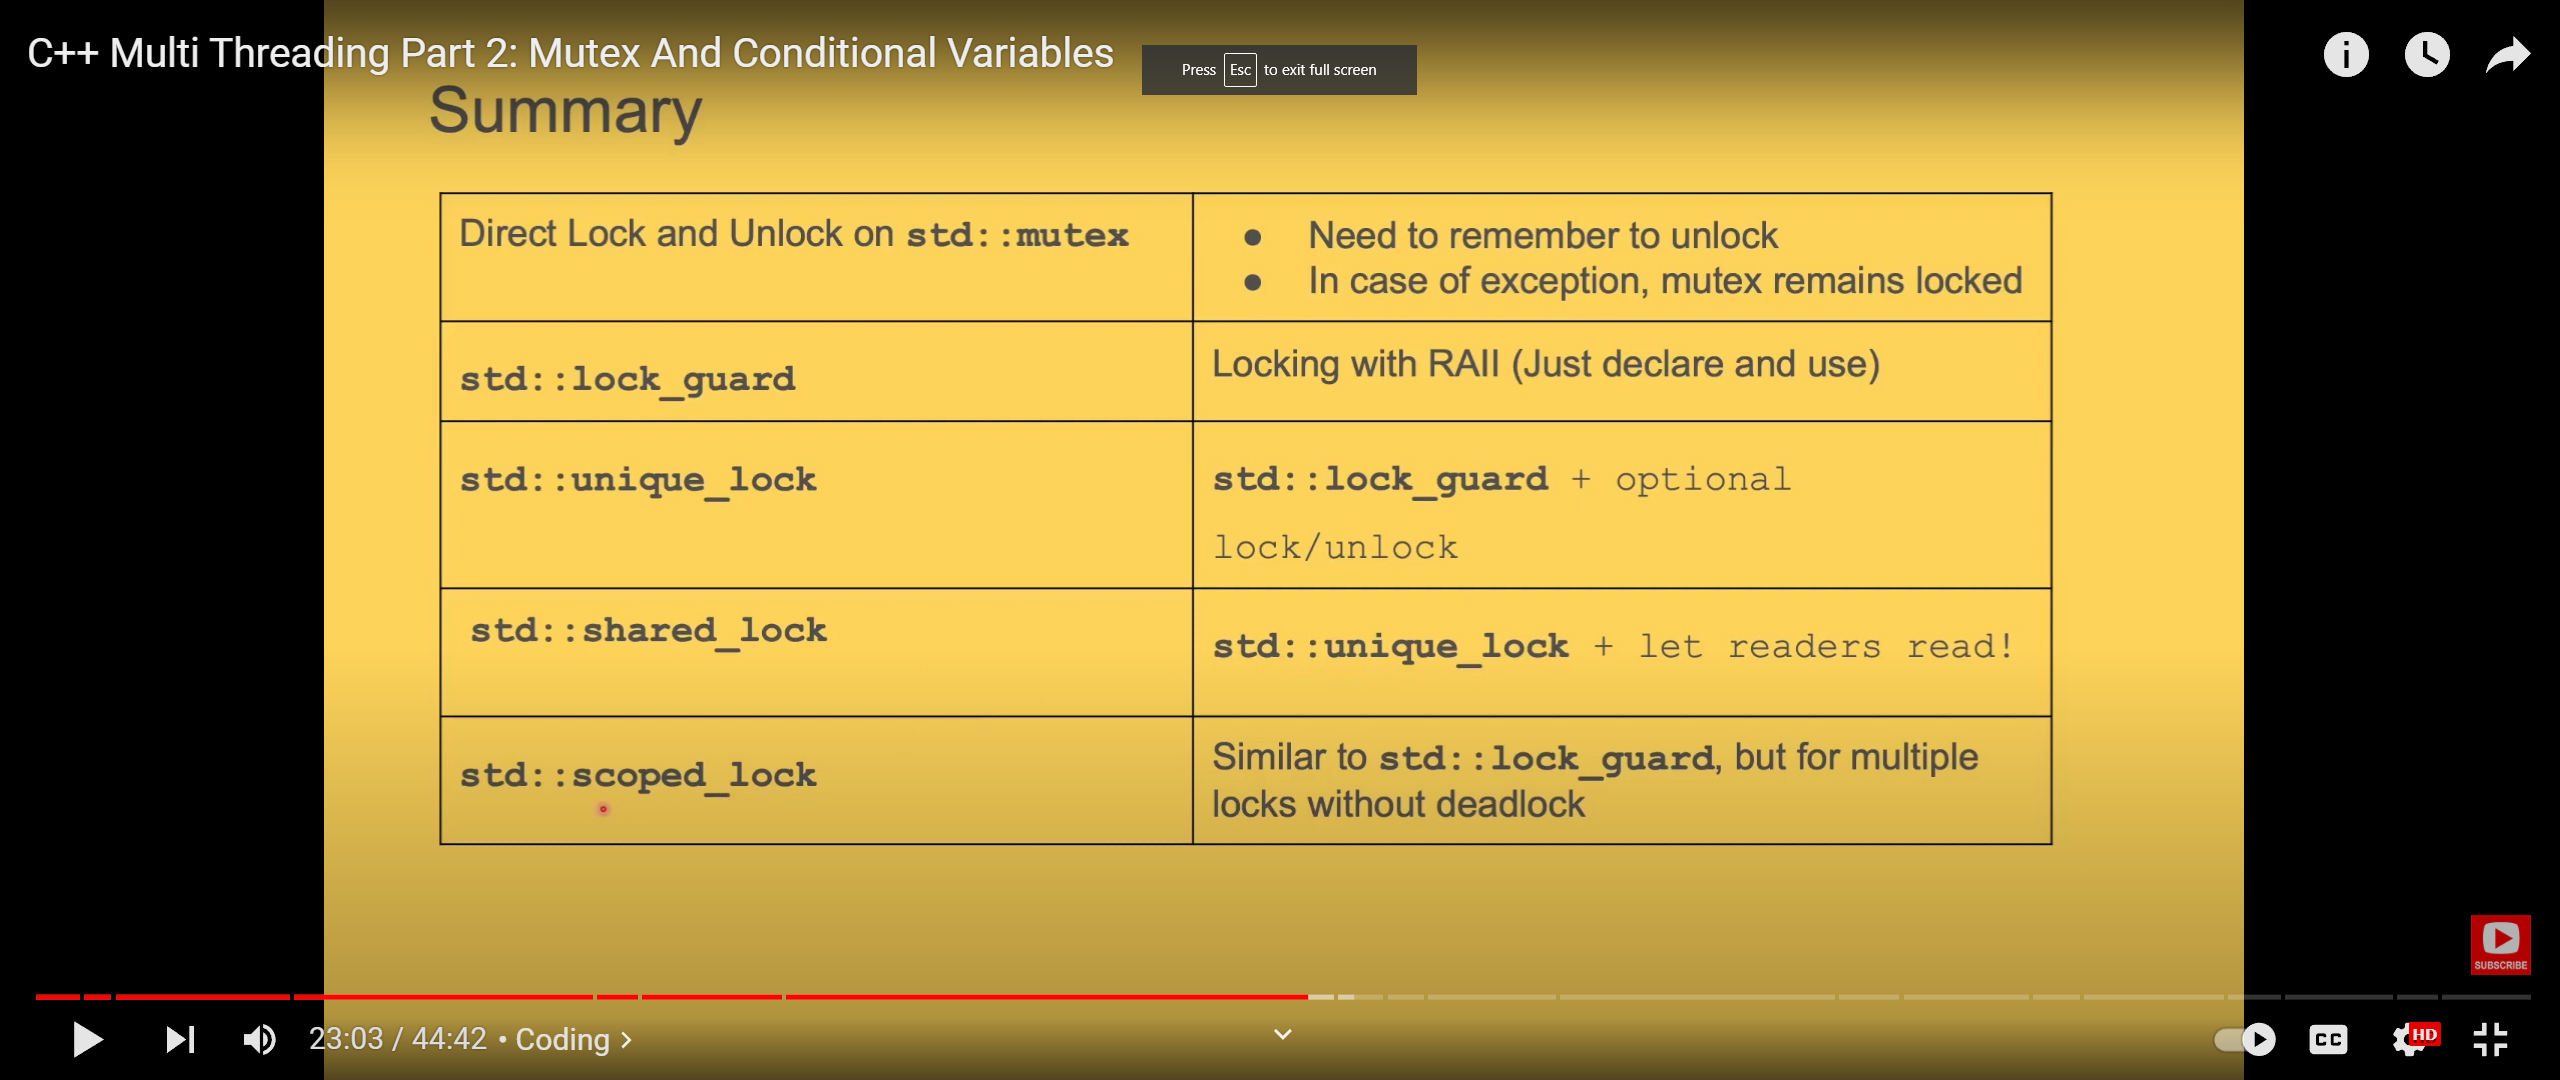 C++ Multi Threading Part 2: Mutex And Conditional Variables
Press Esc to exit full screen
Summary
Direct Lock and Unlock on std::mutex
● Need to remember to unlock
● In case of exception, mutex remains locked
std::lock_guard
Locking with RAII (Just declare and use)
std::unique_lock
std::lock_guard + optional
lock/unlock
std::shared_lock
std::unique_lock + let readers read!
std::scoped_lock
Similar to std::lock_guard, but for multiple
locks without deadlock
SUBSCRIBE
23:03 / 44:42 • Coding >
CC
HD